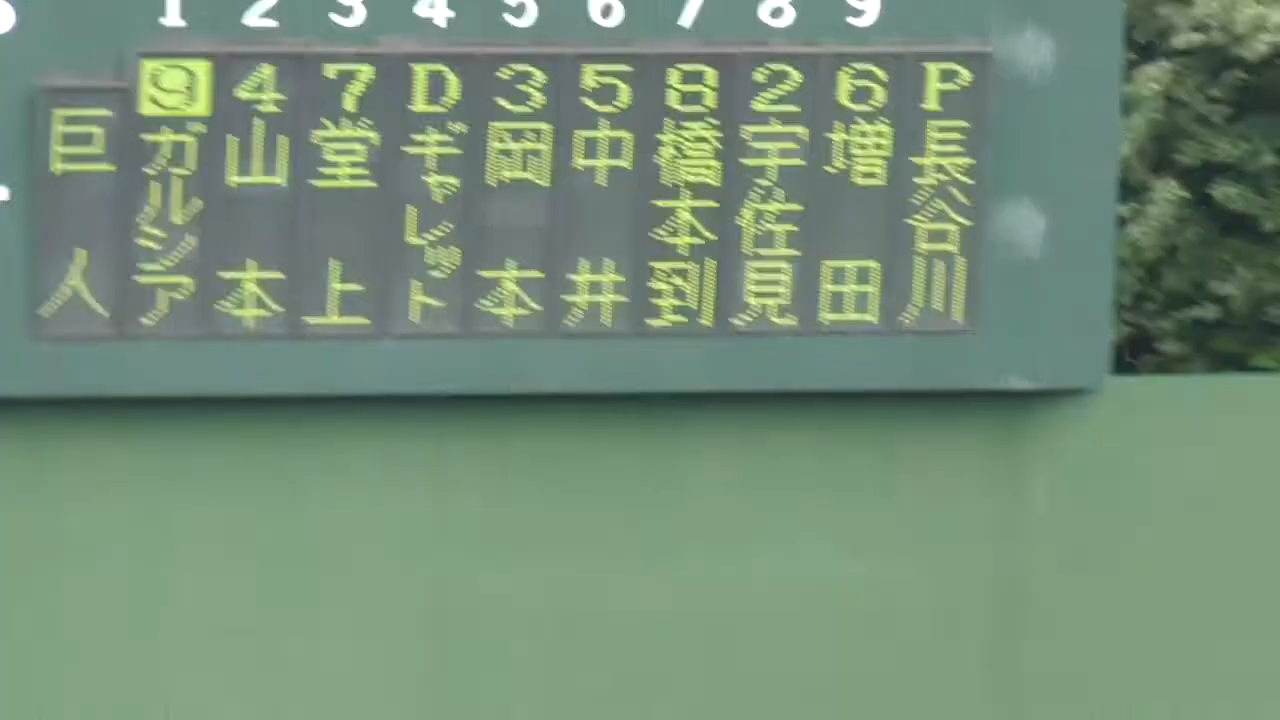 1 2 3 4 5 6 7 8 9
巨人
9 ガルシア
4 山本
7 堂上
D ギャレット
3 岡本
5 中井
8 橋本到
2 宇佐見
6 増田
P 長谷川